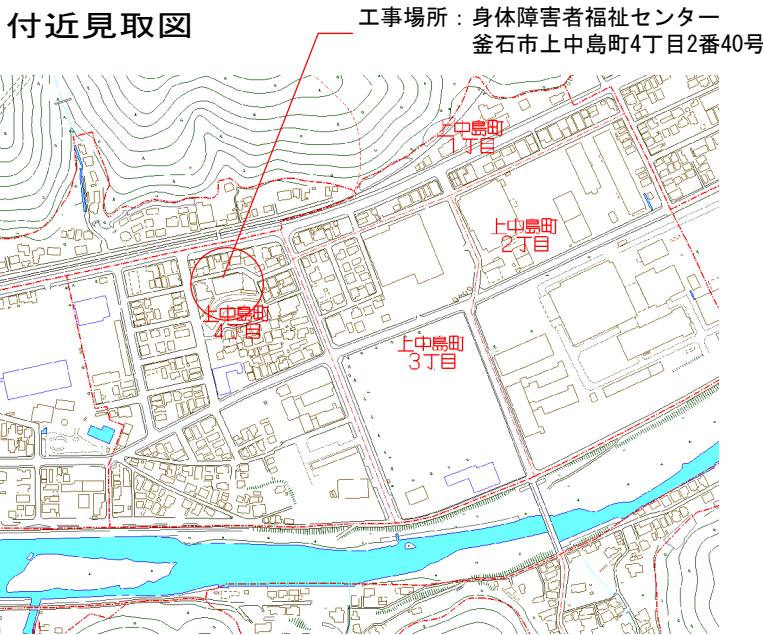 付近見取図
工事場所：身体障害者福祉センター
釜石市上中島町4丁目2番40号
上中島町
1丁目
上中島町
2丁目
上中島町
3丁目
上中島町
4丁目